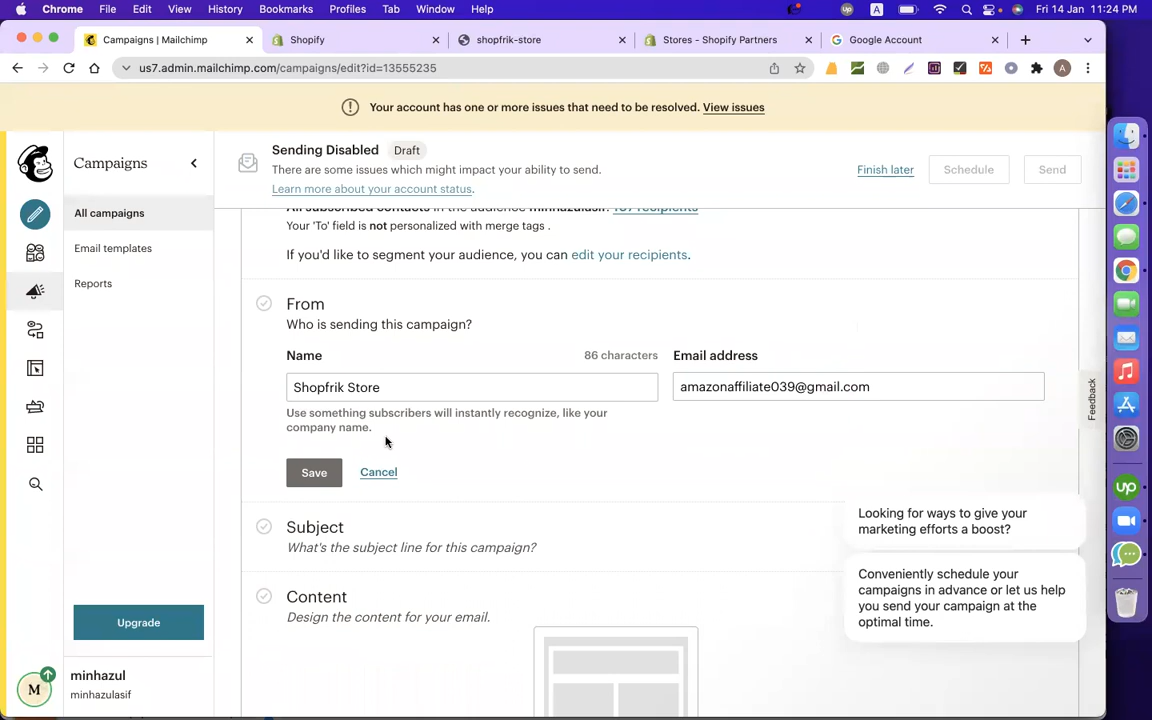 Chrome File Edit View History Bookmarks Profiles Tab Window Help
A
Fri 14 Jan 11:24 PM
Campaigns | Mailchimp
Shopify
shopfrik-store
Stores - Shopify Partners
Google Account
us7.admin.mailchimp.com/campaigns/edit?id=13555235
A
Your account has one or more issues that need to be resolved. View issues
Campaigns
Sending Disabled Draft
There are some issues which might impact your ability to send.
Learn more about your account status.
Finish later
Schedule
Send
All campaigns
Email templates
Reports
Your 'To' field is not personalized with merge tags .
If you'd like to segment your audience, you can edit your recipients.
From
Who is sending this campaign?
Name
86 characters
Email address
Shopfrik Store
amazonaffiliate039@gmail.com
Use something subscribers will instantly recognize, like your
company name.
Save
Cancel
Feedback
Subject
What's the subject line for this campaign?
Content
Design the content for your email.
Looking for ways to give your
marketing efforts a boost?
Conveniently schedule your
campaigns in advance or let us help
you send your campaign at the
optimal time.
Upgrade
M
minhazul
minhazulasif
up